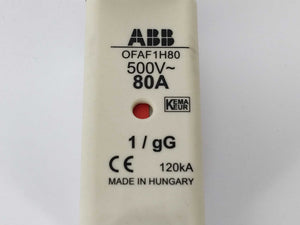 ABB
OFAF1H80
500V~
80A
KEMA
KEUR
1 / gG
CE 120kA
MADE IN HUNGARY